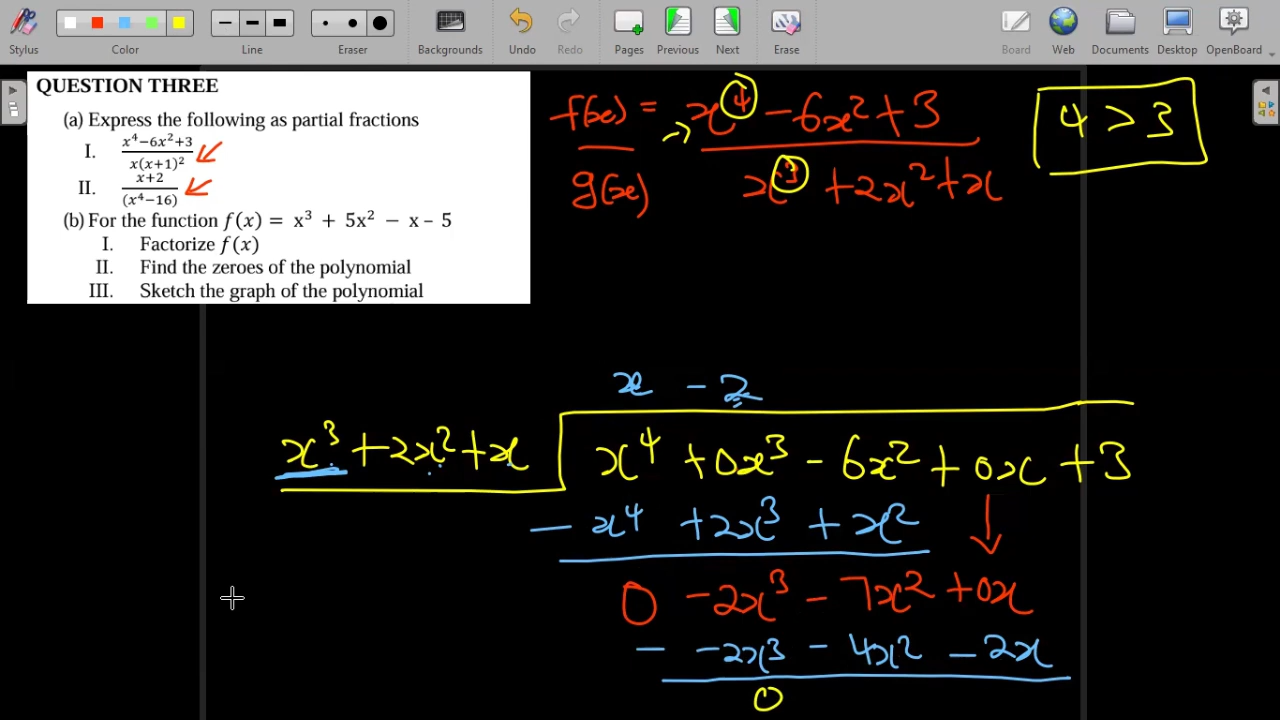 Stylus Color Line Eraser Backgrounds Undo Redo Pages Previous Next Erase Board Web Documents Desktop OpenBoard
QUESTION THREE
(a) Express the following as partial fractions
I. x⁴−6x²+3 / x(x+1)²
II. x+2 / (x⁴−16)
(b) For the function f(x) = x³ + 5x² − x – 5
I. Factorize f(x)
II. Find the zeroes of the polynomial
III. Sketch the graph of the polynomial
f(x) = x⁴ − 6x² + 3
g(x) x³ + 2x² + x
4 > 3
x − 2
x³ + 2x² + x x⁴ + 0x³ − 6x² + 0x + 3
− x⁴ + 2x³ + x²
0 −2x³ − 7x² + 0x
− −2x³ − 4x² − 2x
0